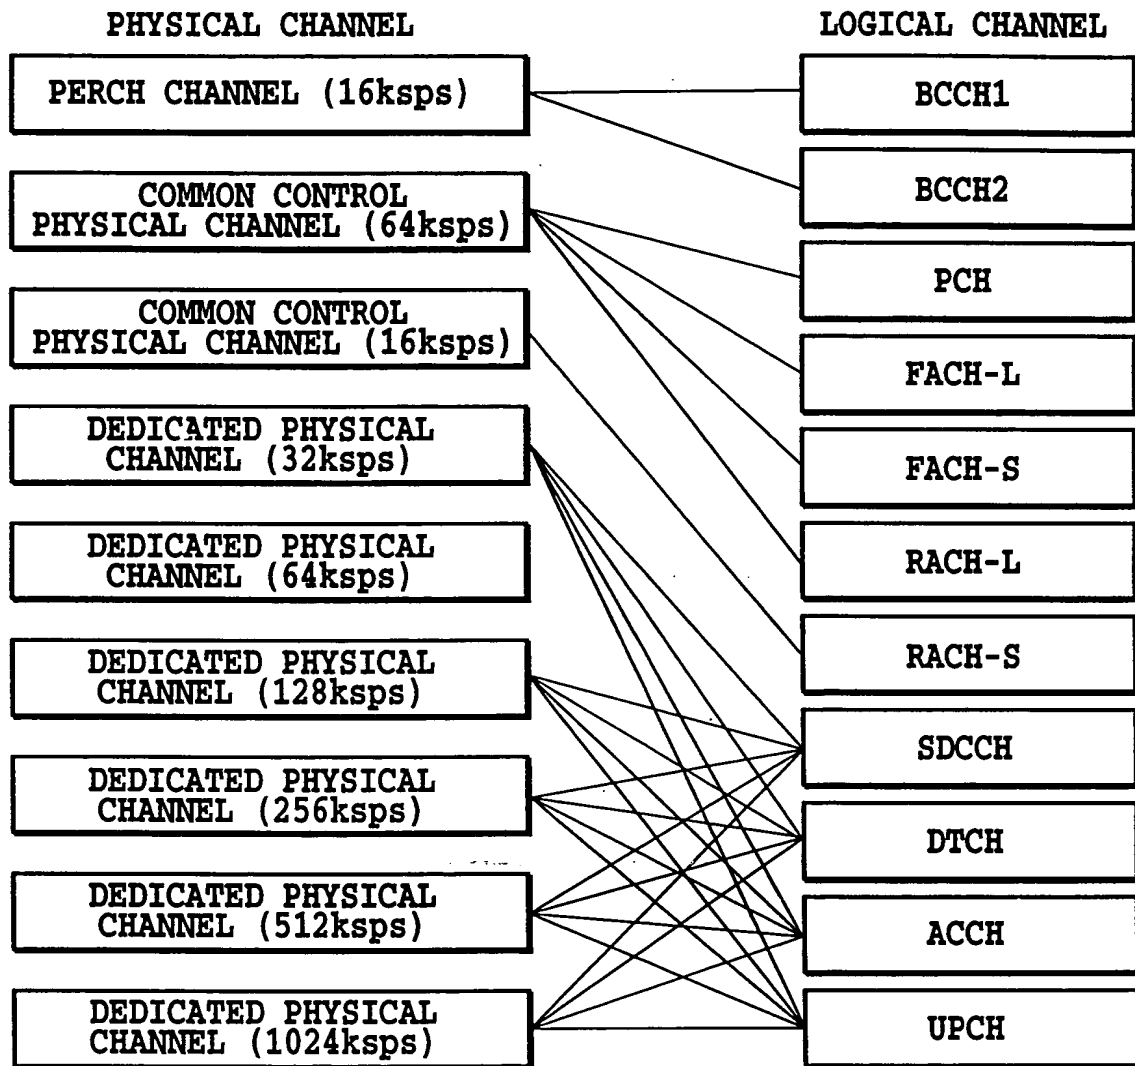 PHYSICAL CHANNEL
PERCH CHANNEL (16ksps)
COMMON CONTROL
PHYSICAL CHANNEL (64ksps)
COMMON CONTROL
PHYSICAL CHANNEL (16ksps)
DEDICATED PHYSICAL
CHANNEL (32ksps)
DEDICATED PHYSICAL
CHANNEL (64ksps)
DEDICATED PHYSICAL
CHANNEL (128ksps)
DEDICATED PHYSICAL
CHANNEL (256ksps)
DEDICATED PHYSICAL
CHANNEL (512ksps)
DEDICATED PHYSICAL
CHANNEL (1024ksps)
LOGICAL CHANNEL
BCCH1
BCCH2
PCH
FACH-L
FACH-S
RACH-L
RACH-S
SDCCH
DTCH
ACCH
UPCH